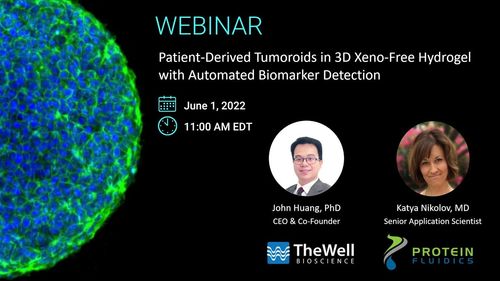 WEBINAR
Patient-Derived Tumoroids in 3D Xeno-Free Hydrogel
with Automated Biomarker Detection
June 1, 2022
11:00 AM EDT
John Huang, PhD
CEO & Co-Founder
Katya Nikolov, MD
Senior Application Scientist
TheWell
BIOSCIENCE
PROTEIN
FLUIDICS